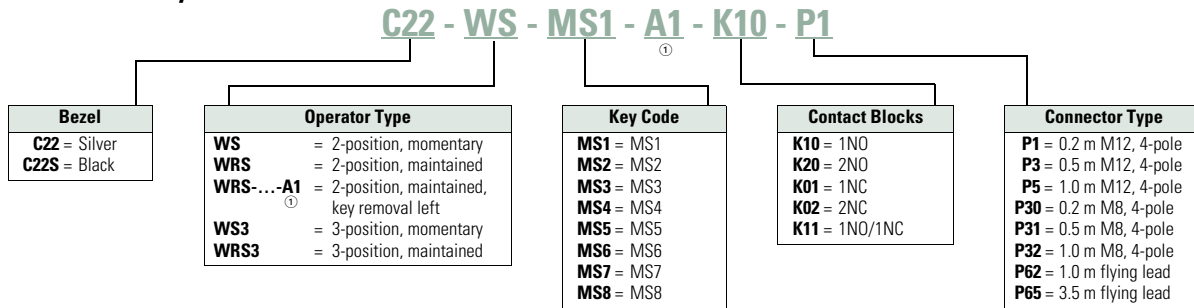 C22 - WS - MS1 - A1 - K10 - P1
①
Bezel
C22 = Silver
C22S = Black
Operator Type
WS = 2-position, momentary
WRS = 2-position, maintained
WRS-...-A1 = 2-position, maintained,
① key removal left
WS3 = 3-position, momentary
WRS3 = 3-position, maintained
Key Code
MS1 = MS1
MS2 = MS2
MS3 = MS3
MS4 = MS4
MS5 = MS5
MS6 = MS6
MS7 = MS7
MS8 = MS8
Contact Blocks
K10 = 1NO
K20 = 2NO
K01 = 1NC
K02 = 2NC
K11 = 1NO/1NC
Connector Type
P1 = 0.2 m M12, 4-pole
P3 = 0.5 m M12, 4-pole
P5 = 1.0 m M12, 4-pole
P30 = 0.2 m M8, 4-pole
P31 = 0.5 m M8, 4-pole
P32 = 1.0 m M8, 4-pole
P62 = 1.0 m flying lead
P65 = 3.5 m flying lead